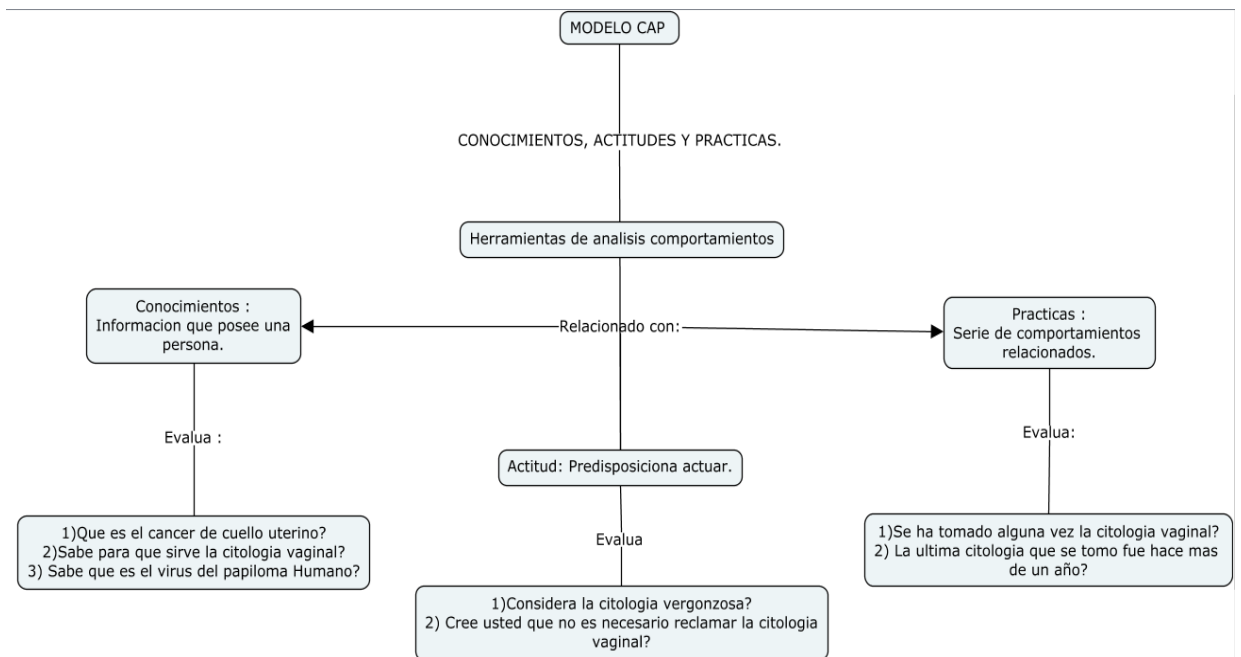 MODELO CAP
CONOCIMIENTOS, ACTITUDES Y PRACTICAS.
Herramientas de analisis comportamientos
Conocimientos :
Informacion que posee una
persona.
Relacionado con:
Practicas :
Serie de comportamientos
relacionados.
Evalua :
Evalua:
Actitud: Predisposiciona actuar.
1)Que es el cancer de cuello uterino?
2)Sabe para que sirve la citologia vaginal?
3) Sabe que es el virus del papiloma Humano?
Evalua
1)Se ha tomado alguna vez la citologia vaginal?
2) La ultima citologia que se tomo fue hace mas
de un año?
1)Considera la citologia vergonzosa?
2) Cree usted que no es necesario reclamar la citologia
vaginal?